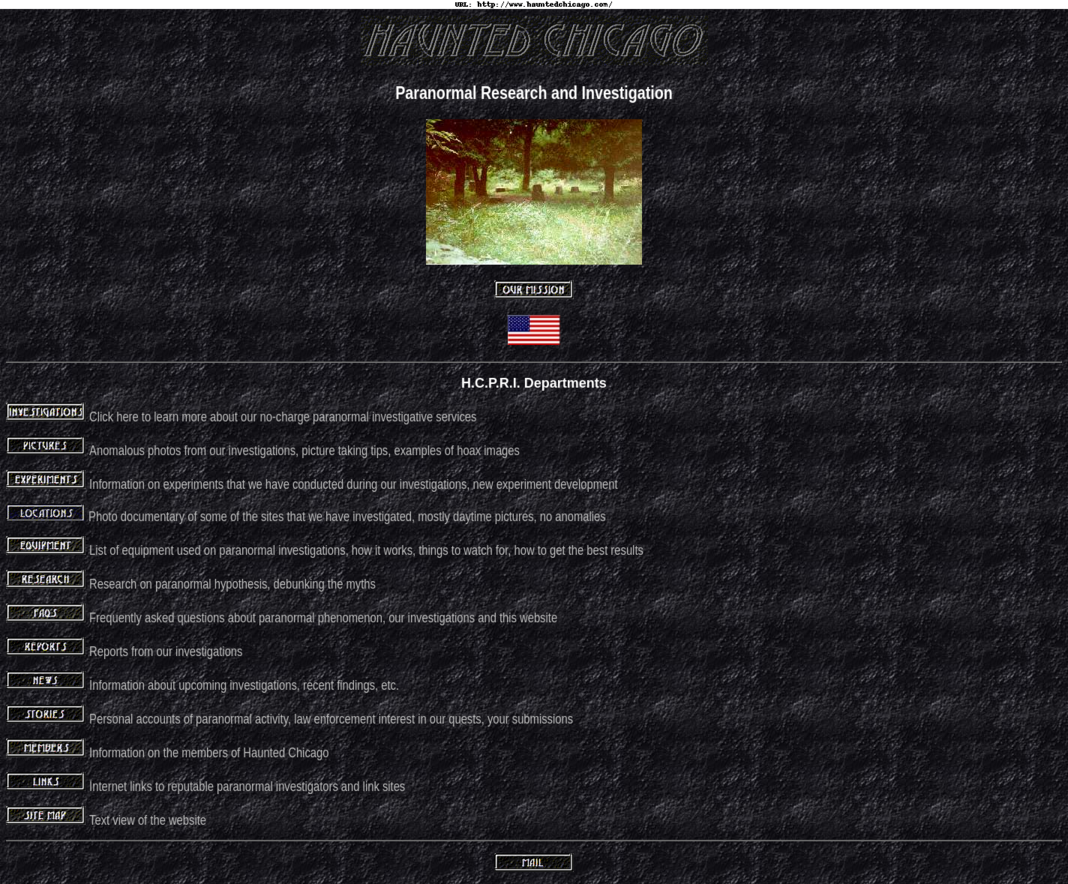 URL: http://www.hauntedchicago.com/
HAUNTED CHICAGO
Paranormal Research and Investigation
OUR MISSION
H.C.P.R.I. Departments
INVESTIGATIONS Click here to learn more about our no-charge paranormal investigative services
PICTURES Anomalous photos from our investigations, picture taking tips, examples of hoax images
EXPERIMENTS Information on experiments that we have conducted during our investigations, new experiment development
LOCATIONS Photo documentary of some of the sites that we have investigated, mostly daytime pictures, no anomalies
EQUIPMENT List of equipment used on paranormal investigations, how it works, things to watch for, how to get the best results
RESEARCH Research on paranormal hypothesis, debunking the myths
FAQS Frequently asked questions about paranormal phenomenon, our investigations and this website
REPORTS Reports from our investigations
NEWS Information about upcoming investigations, recent findings, etc.
STORIES Personal accounts of paranormal activity, law enforcement interest in our quests, your submissions
MEMBERS Information on the members of Haunted Chicago
LINKS Internet links to reputable paranormal investigators and link sites
SITE MAP Text view of the website
MAIL